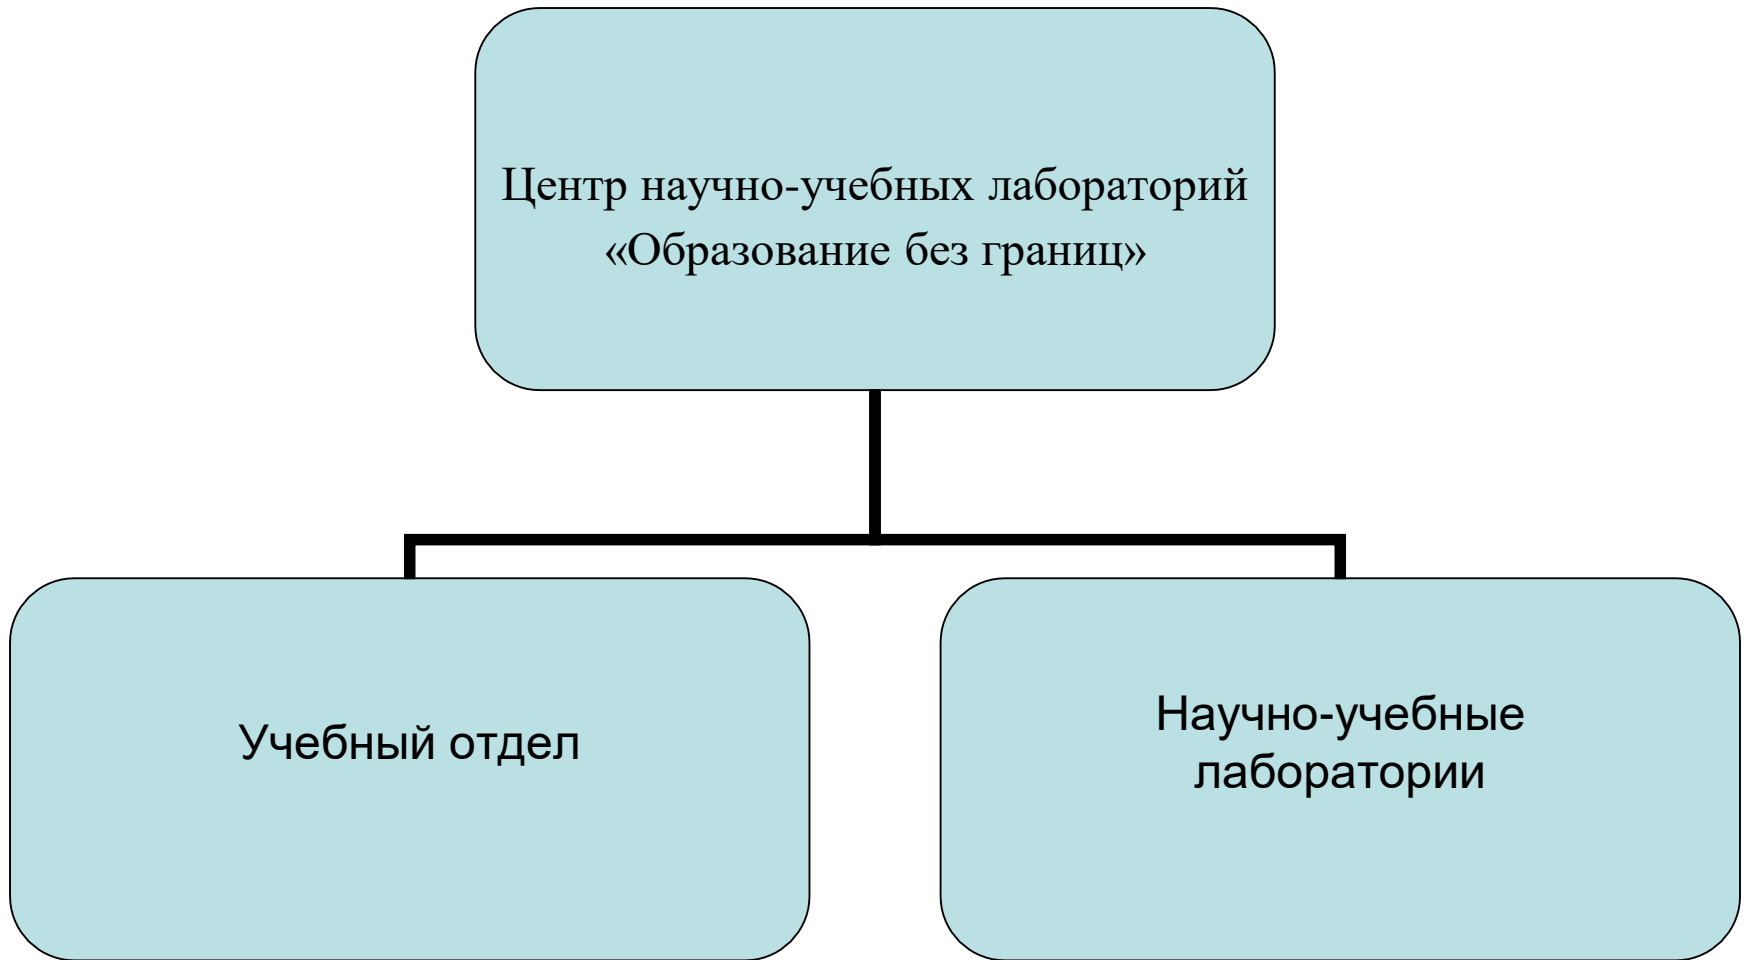 Центр научно-учебных лабораторий
«Образование без границ»
Учебный отдел
Научно-учебные
лаборатории